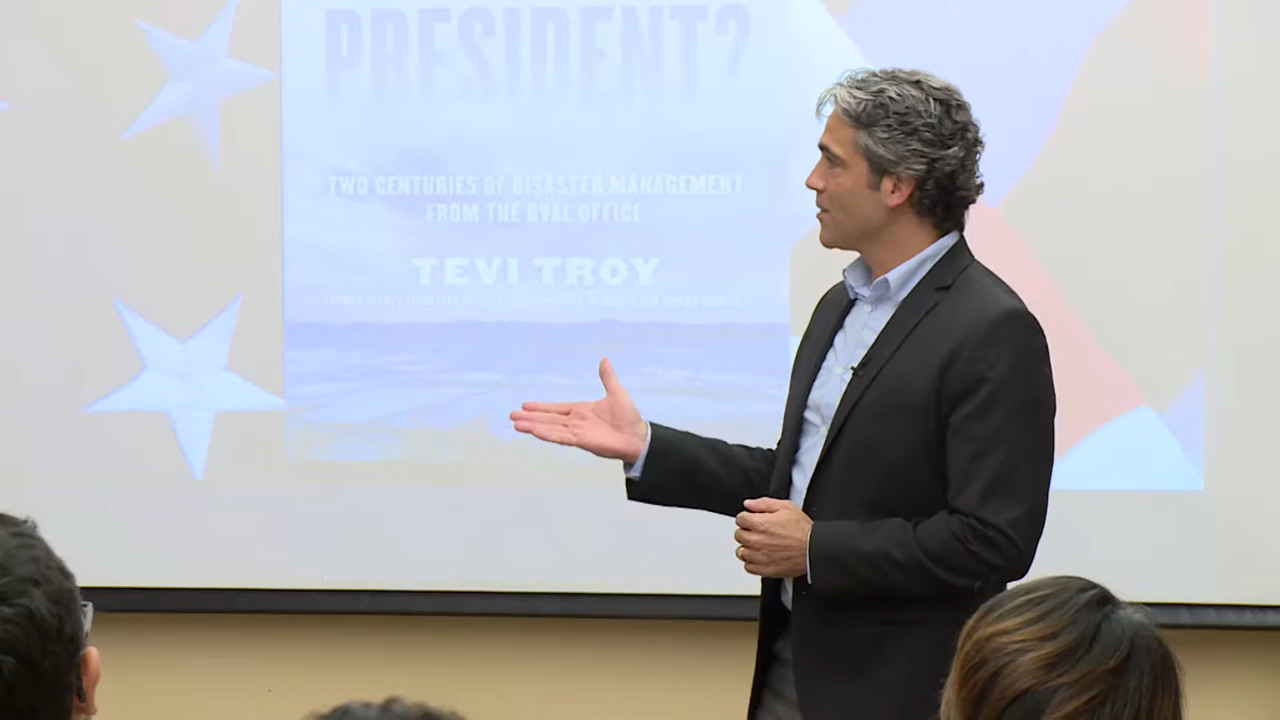 PRESIDENT?
TWO CENTURIES OF DISASTER MANAGEMENT
FROM THE OVAL OFFICE
TEVI TROY